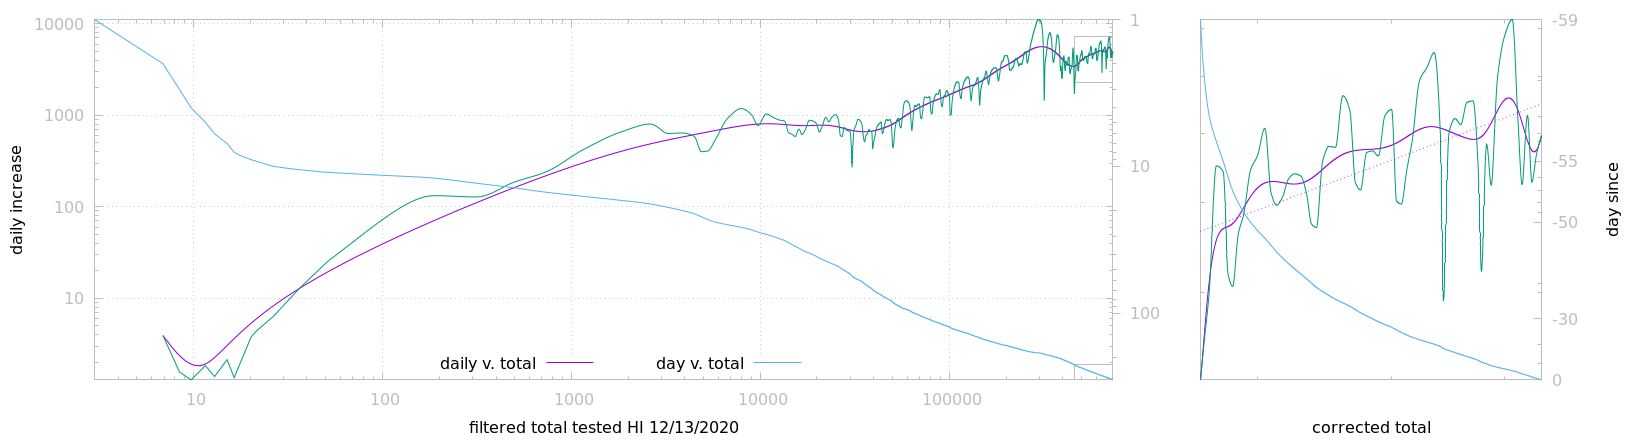 10000
1000
100
10
daily increase
10
100
1000
10000
100000
1
10
100
daily v. total
day v. total
filtered total tested HI 12/13/2020
-59
-55
-50
-30
0
day since
corrected total